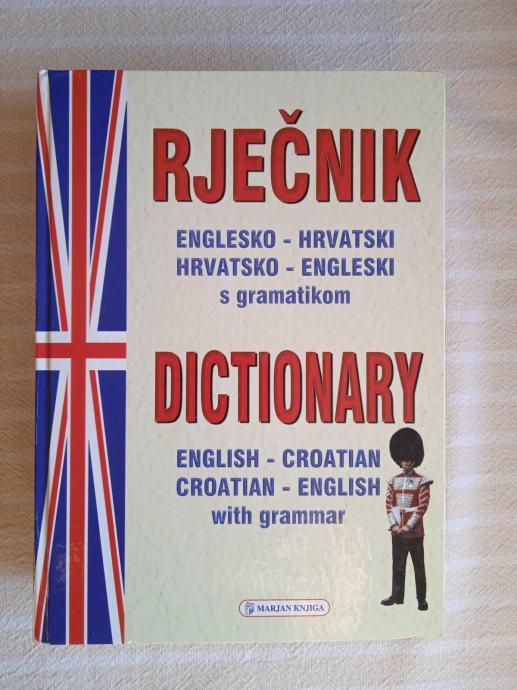 RJEČNIK
ENGLESKO - HRVATSKI
HRVATSKO - ENGLESKI
s gramatikom
DICTIONARY
ENGLISH - CROATIAN
CROATIAN - ENGLISH
with grammar
MARJAN KNJIGA